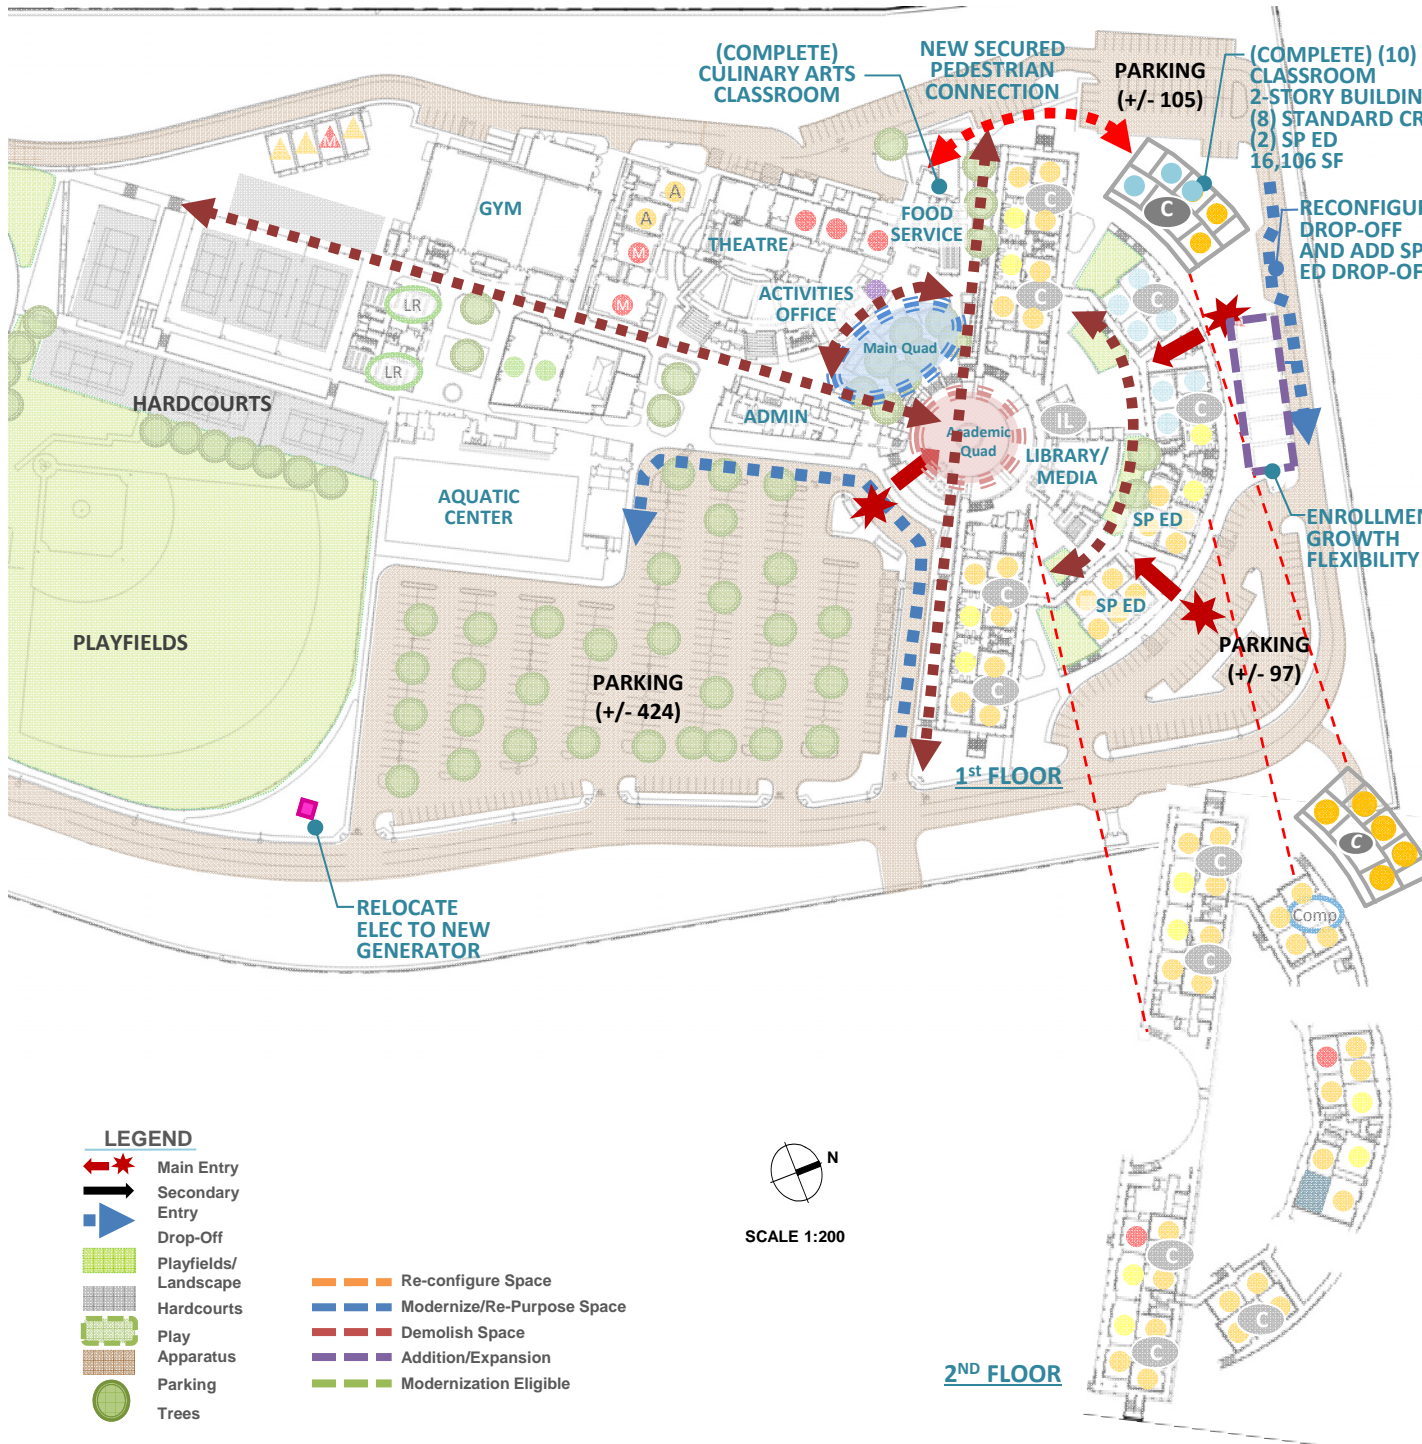 (COMPLETE)
CULINARY ARTS
CLASSROOM
NEW SECURED
PEDESTRIAN
CONNECTION
PARKING
(+/- 105)
(COMPLETE) (10)
CLASSROOM
2-STORY BUILDIN
(8) STANDARD CR
(2) SP ED
16,106 SF
RECONFIGU
DROP-OFF
AND ADD SP
ED DROP-OF
M
GYM
A
A
M
M
THEATRE
FOOD
SERVICE
ACTIVITIES
OFFICE
Main Quad
C
C
C
C
C
LR
LR
HARDCOURTS
ADMIN
Academic
Quad
IL
LIBRARY/
MEDIA
AQUATIC
CENTER
SP ED
SP ED
ENROLLMEN
GROWTH
FLEXIBILITY
C
C
PLAYFIELDS
PARKING
(+/- 424)
PARKING
(+/- 97)
1st FLOOR
RELOCATE
ELEC TO NEW
GENERATOR
C
C
C
Comp
C
C
C
2ND FLOOR
N
SCALE 1:200
LEGEND
Main Entry
Secondary
Entry
Drop-Off
Playfields/
Landscape
Hardcourts
Play
Apparatus
Parking
Trees
Re-configure Space
Modernize/Re-Purpose Space
Demolish Space
Addition/Expansion
Modernization Eligible